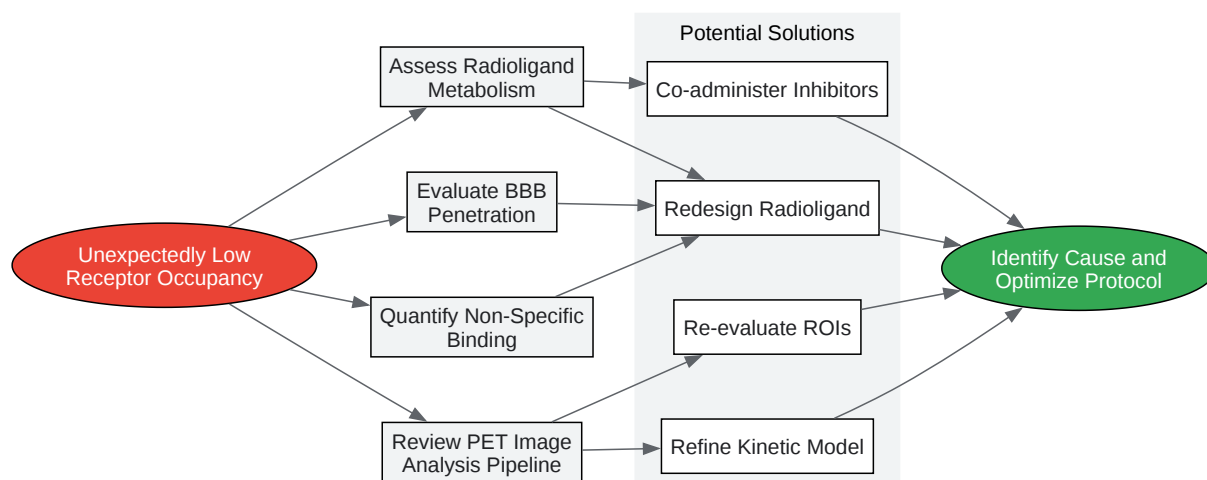 Potential Solutions
Assess Radioligand
Metabolism
Co-administer Inhibitors
Evaluate BBB
Penetration
Redesign Radioligand
Unexpectedly Low
Receptor Occupancy
Identify Cause and
Optimize Protocol
Quantify Non-Specific
Binding
Re-evaluate ROIs
Review PET Image
Analysis Pipeline
Refine Kinetic Model